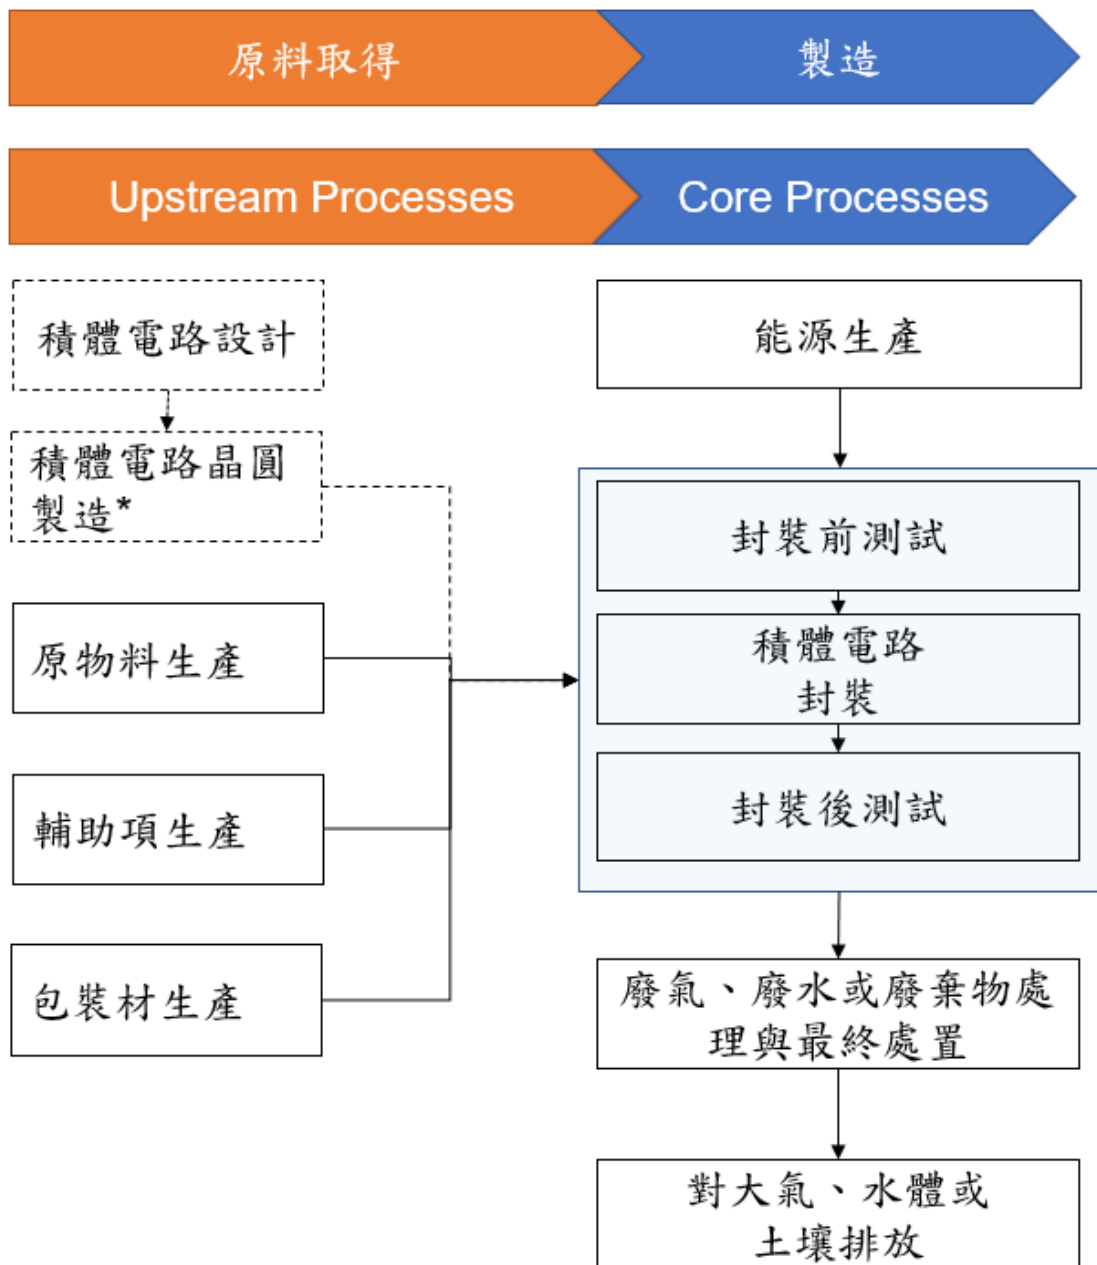 原料取得
製造
Upstream Processes
Core Processes
積體電路設計
積體電路晶圓
製造*
原物料生產
輔助項生產
包裝材生產
能源生產
封裝前測試
積體電路
封裝
封裝後測試
廢氣、廢水或廢棄物處
理與最終處置
對大氣、水體或
土壤排放